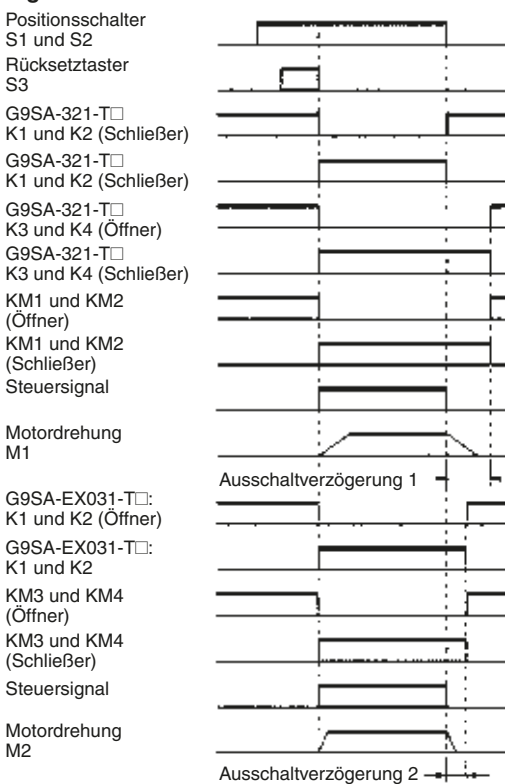 Positionsschalter
S1 und S2
Rücksetztaster
S3
G9SA-321-T□
K1 und K2 (Schließer)
G9SA-321-T□
K1 und K2 (Schließer)
G9SA-321-T□
K3 und K4 (Öffner)
G9SA-321-T□
K3 und K4 (Schließer)
KM1 und KM2
(Öffner)
KM1 und KM2
(Schließer)
Steuersignal
Motordrehung
M1
Ausschaltverzögerung 1
G9SA-EX031-T□:
K1 und K2 (Öffner)
G9SA-EX031-T□:
K1 und K2
KM3 und KM4
(Öffner)
KM3 und KM4
(Schließer)
Steuersignal
Motordrehung
M2
Ausschaltverzögerung 2